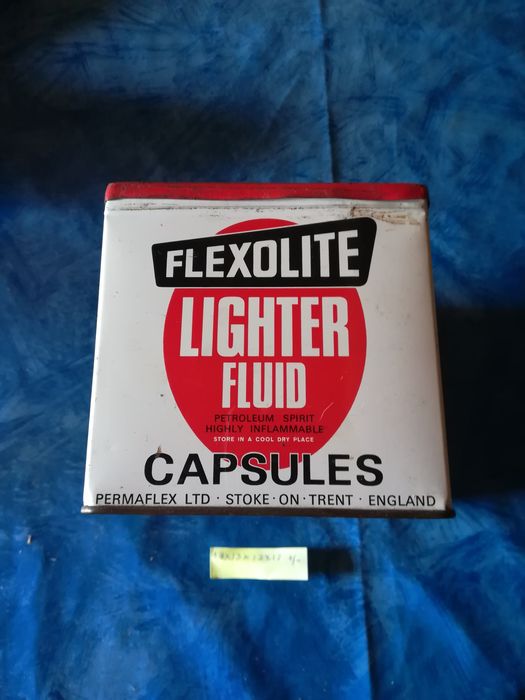 FLEXOLITE
LIGHTER
FLUID
PETROLEUM SPIRIT
HIGHLY INFLAMMABLE
STORE IN A COOL DRY PLACE
CAPSULES
PERMAFLEX LTD · STOKE · ON · TRENT · ENGLAND